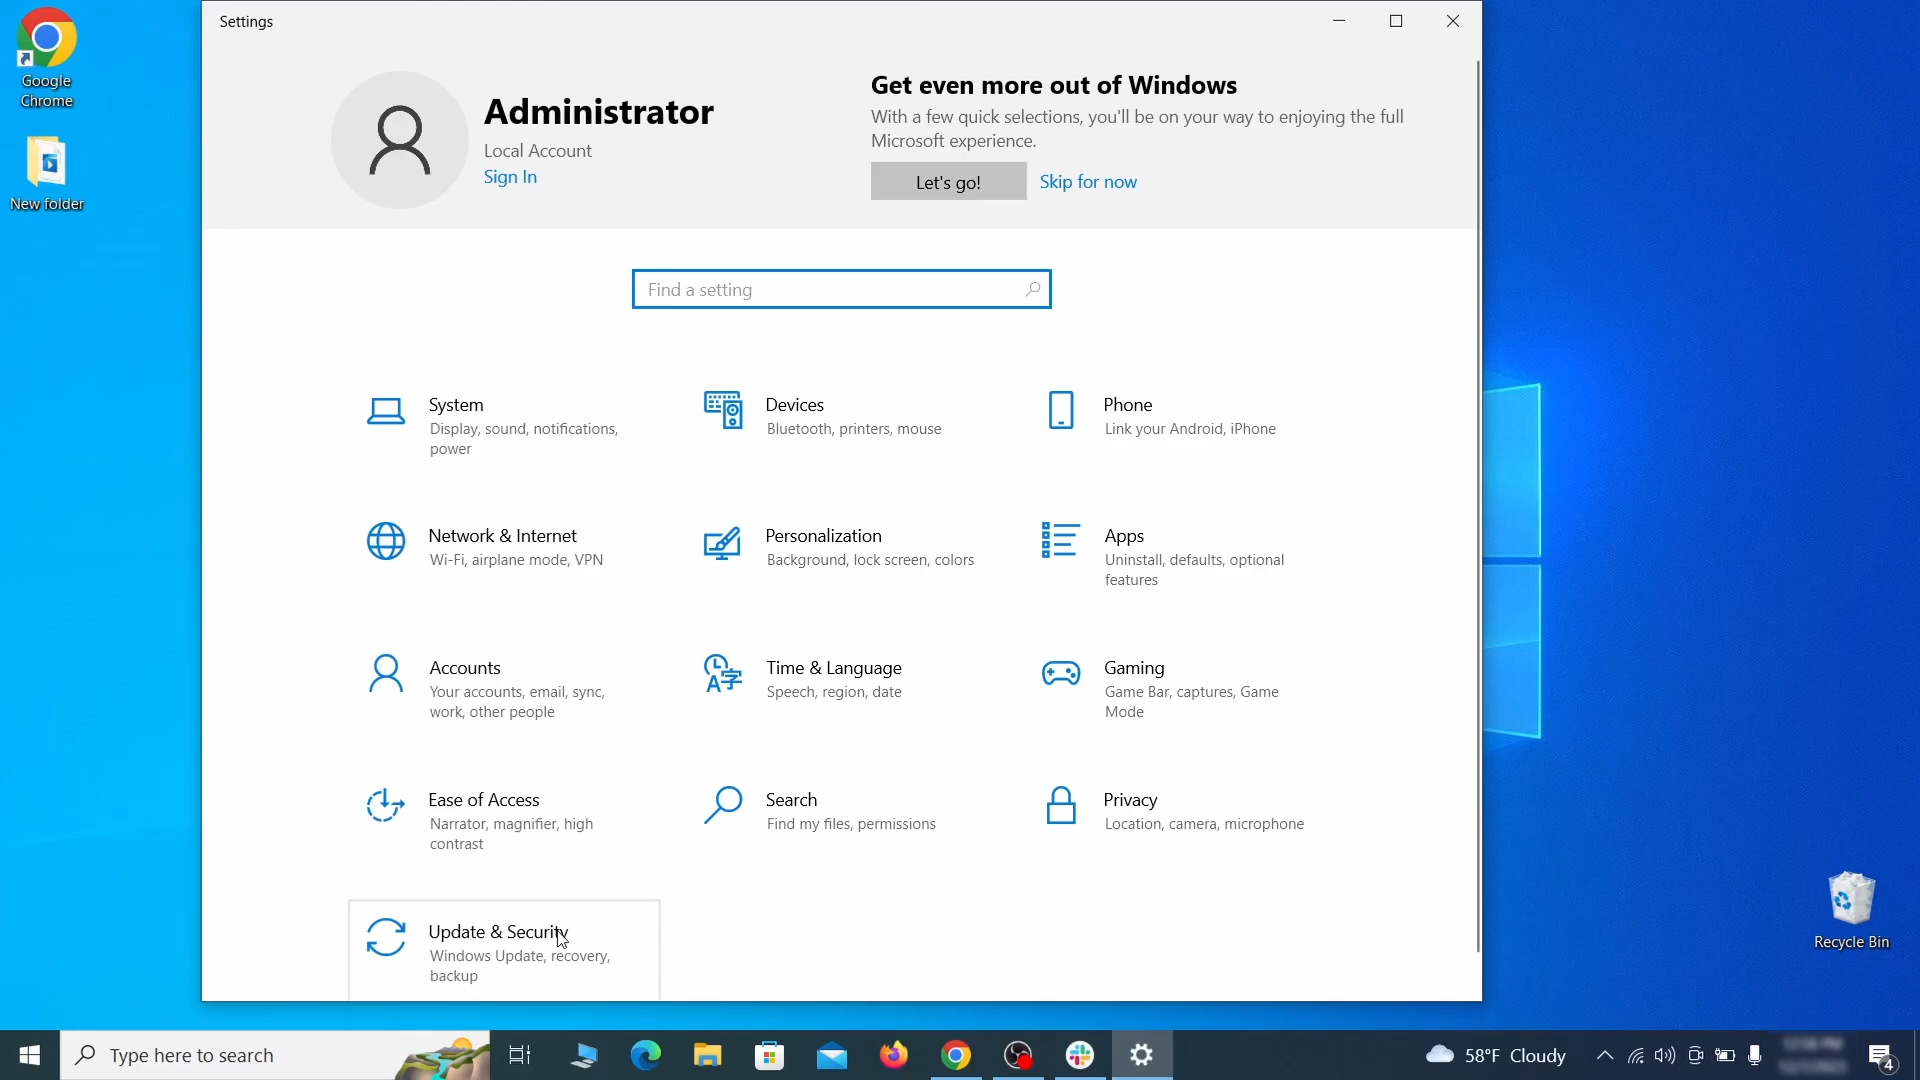 Google
Chrome
New folder
Settings
Administrator
Local Account
Sign In
Get even more out of Windows
With a few quick selections, you'll be on your way to enjoying the full
Microsoft experience.
Let's go!
Skip for now
Find a setting
System
Display, sound, notifications,
power
Devices
Bluetooth, printers, mouse
Phone
Link your Android, iPhone
Network & Internet
Wi-Fi, airplane mode, VPN
Personalization
Background, lock screen, colors
Apps
Uninstall, defaults, optional
features
Accounts
Your accounts, email, sync,
work, other people
Time & Language
Speech, region, date
Gaming
Game Bar, captures, Game
Mode
Ease of Access
Narrator, magnifier, high
contrast
Search
Find my files, permissions
Privacy
Location, camera, microphone
Update & Security
Windows Update, recovery,
backup
Recycle Bin
Type here to search
58°F Cloudy
4